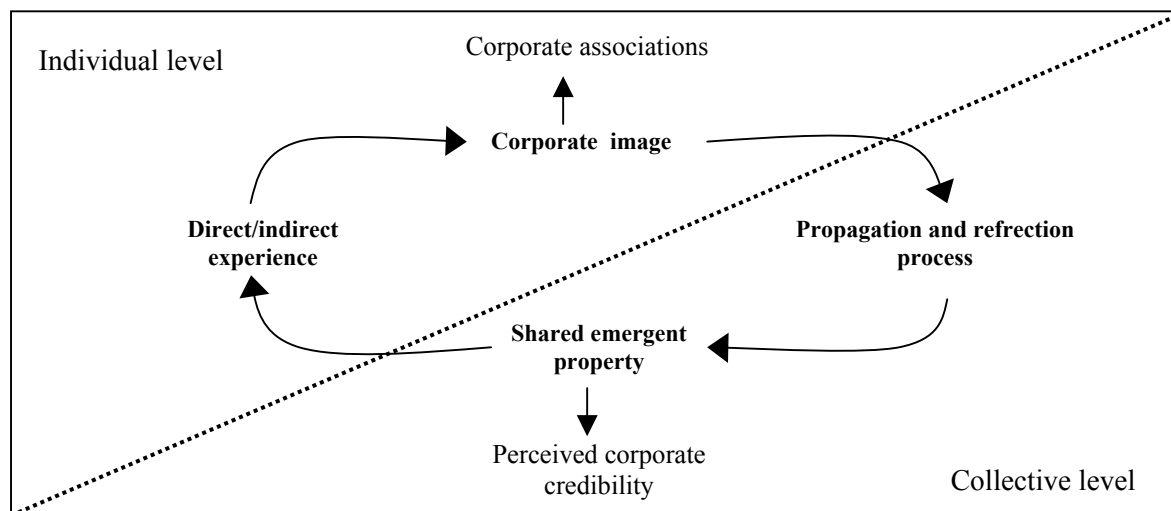 Individual level
Corporate associations
Corporate image
Direct/indirect
experience
Propagation and refrection
process
Shared emergent
property
Perceived corporate
credibility
Collective level